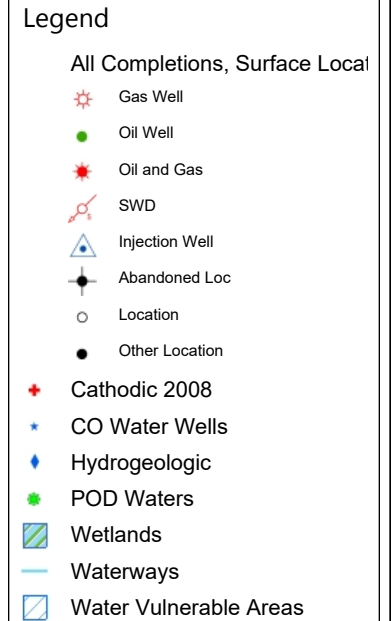 Legend
All Completions, Surface Locat
Gas Well
Oil Well
Oil and Gas
SWD
Injection Well
Abandoned Loc
Location
Other Location
Cathodic 2008
CO Water Wells
Hydrogeologic
POD Waters
Wetlands
Waterways
Water Vulnerable Areas